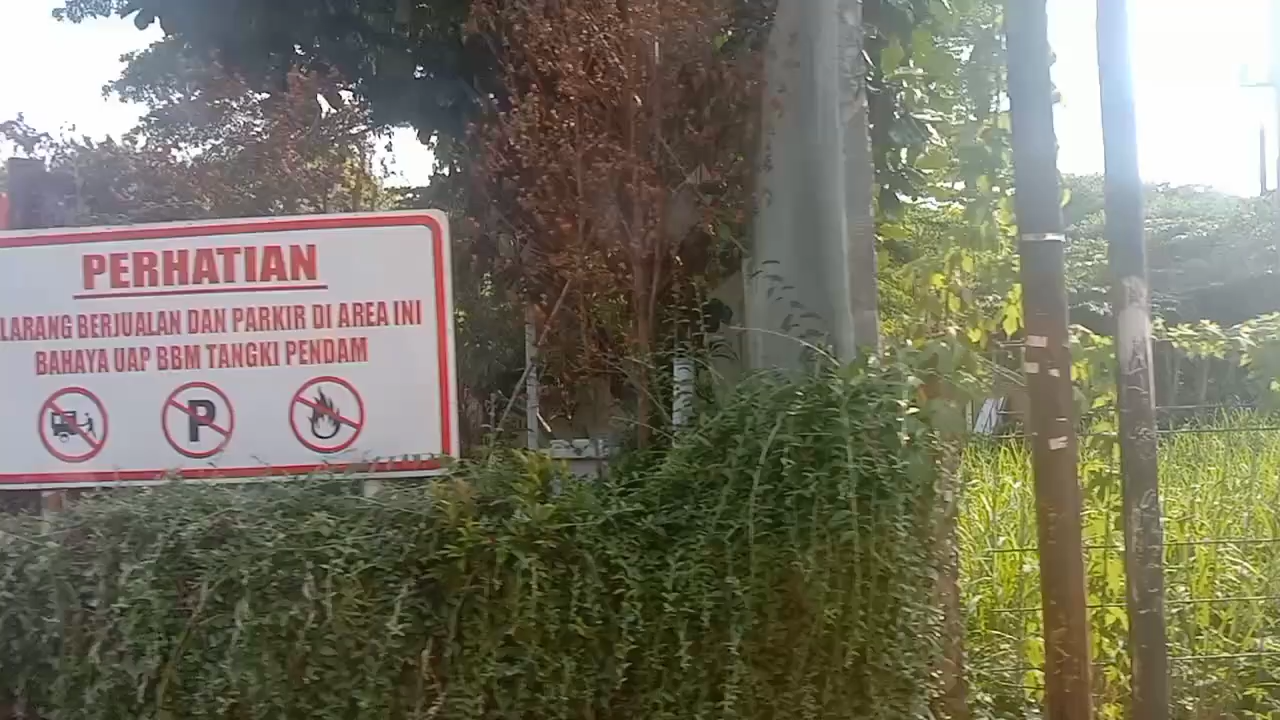 PERHATIAN
LARANG BERJUALAN DAN PARKIR DI AREA INI
BAHAYA UAP BBM TANGKI PENDAM
P